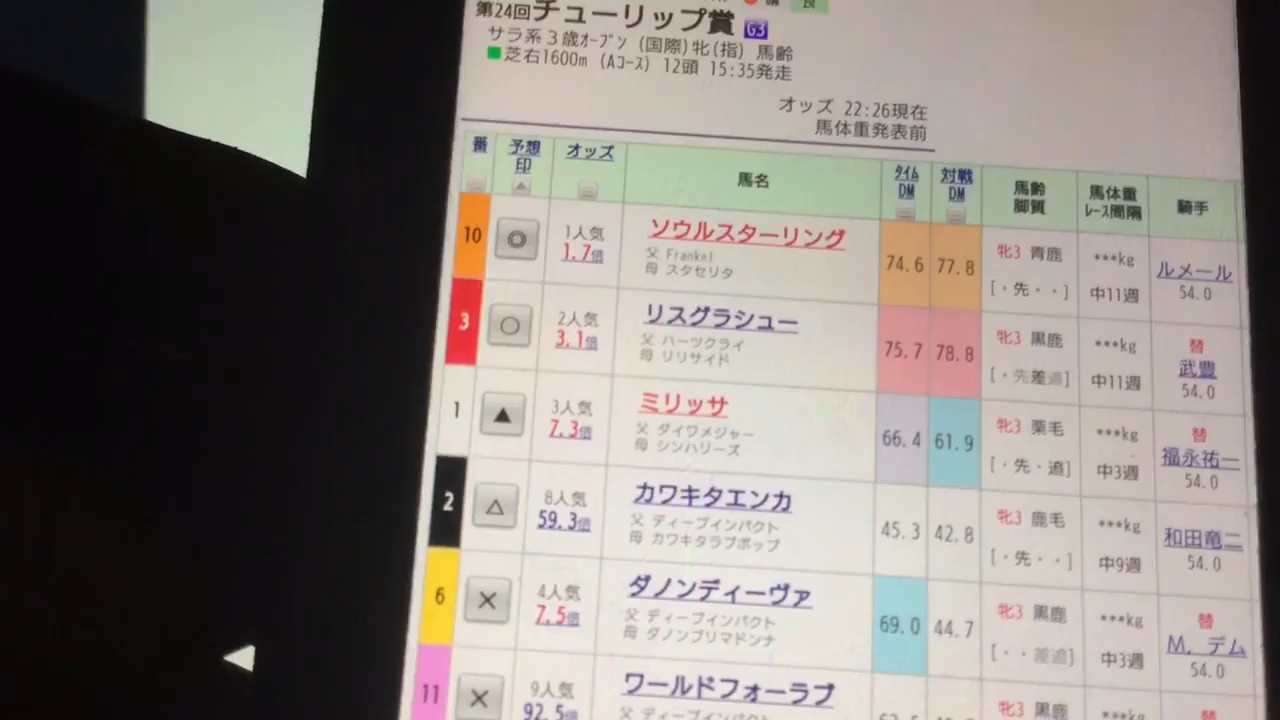 第24回チューリップ賞 G3
サラ系3歳オープン (国際)牝(指) 馬齢
芝右1600m (Aコース) 12頭 15:35発走
オッズ 22:26現在
馬体重発表前
番 予想印 オッズ 馬名 タイムDM 対戦DM 馬齢脚質 馬体重レース間隔 騎手
10 ◎ 1人気 ソウルスターリング 74.6 77.8 牝3 青鹿 ***kg ルメール
1.7倍 父 Frankel [・先・・] 中11週 54.0
母 スタセリタ
3 ○ 2人気 リスグラシュー 75.7 78.8 牝3 黒鹿 ***kg 替
3.1倍 父 ハーツクライ [・先差追] 中11週 武豊
母 リリサイド 54.0
1 ▲ 3人気 ミリッサ 66.4 61.9 牝3 栗毛 ***kg 替
7.3倍 父 ダイワメジャー [・先・追] 中3週 福永祐一
母 シンハリーズ 54.0
2 △ 8人気 カワキタエンカ 45.3 42.8 牝3 鹿毛 ***kg 和田竜二
59.3倍 父 ディープインパクト [・先・・] 中9週 54.0
母 カワキタラブポップ
6 × 4人気 ダノンディーヴァ 69.0 44.7 牝3 黒鹿 ***kg 替
7.5倍 父 ディープインパクト [・・差追] 中3週 M. デム
母 ダノンプリマドンナ 54.0
11 × 9人気 ワールドフォーラブ 牝3 黒鹿 ***kg 替
92.5倍 父 ディープインパクト